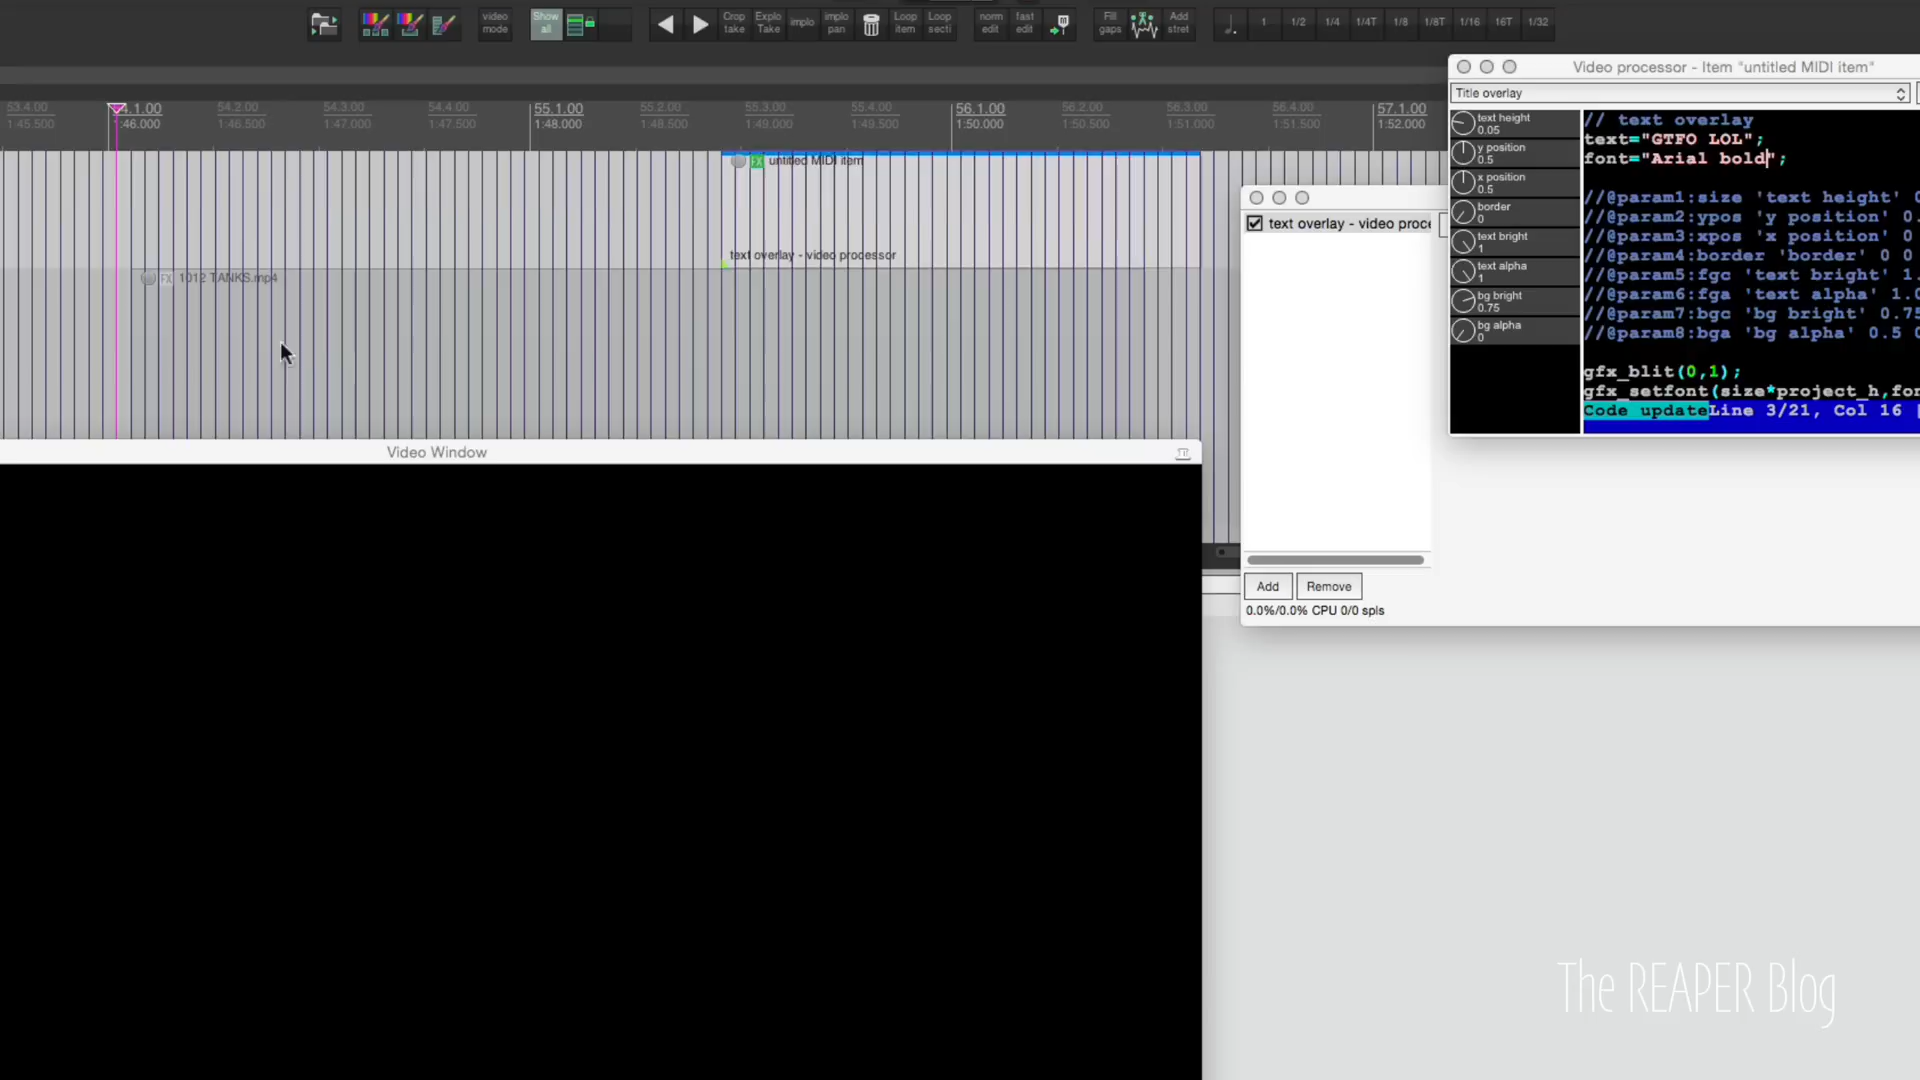 video mode
Show all
Crop take
Explo Take
implo
implo pan
Loop item
Loop secti
norm edit
fast edit
Fill gaps
Add stret
1
1/2
1/4
1/4T
1/8
1/8T
1/16
16T
1/32
53.4.00
1:45.500
54.1.00
1:46.000
54.2.00
1:46.500
54.3.00
1:47.000
54.4.00
1:47.500
55.1.00
1:48.000
55.2.00
1:48.500
55.3.00
1:49.000
55.4.00
1:49.500
56.1.00
1:50.000
56.2.00
1:50.500
56.3.00
1:51.000
56.4.00
1:51.500
57.1.00
1:52.000
FX untitled MIDI item
text overlay - video processor
FX 1012 TANKS.mp4
Video Window
text overlay - video proce
Add
Remove
0.0%/0.0% CPU 0/0 spls
Video processor - Item "untitled MIDI item"
Title overlay
text height
0.05
y position
0.5
x position
0.5
border
0
text bright
1
text alpha
1
bg bright
0.75
bg alpha
0
// text overlay
text="GTFO LOL";
font="Arial bold";
//@param1:size 'text height' 0
//@param2:ypos 'y position' 0.
//@param3:xpos 'x position' 0
//@param4:border 'border' 0 0
//@param5:fgc 'text bright' 1.
//@param6:fga 'text alpha' 1.0
//@param7:bgc 'bg bright' 0.75
//@param8:bga 'bg alpha' 0.5 0
gfx_blit(0,1);
gfx_setfont(size*project_h,fon
Code updateLine 3/21, Col 16
The REAPER Blog